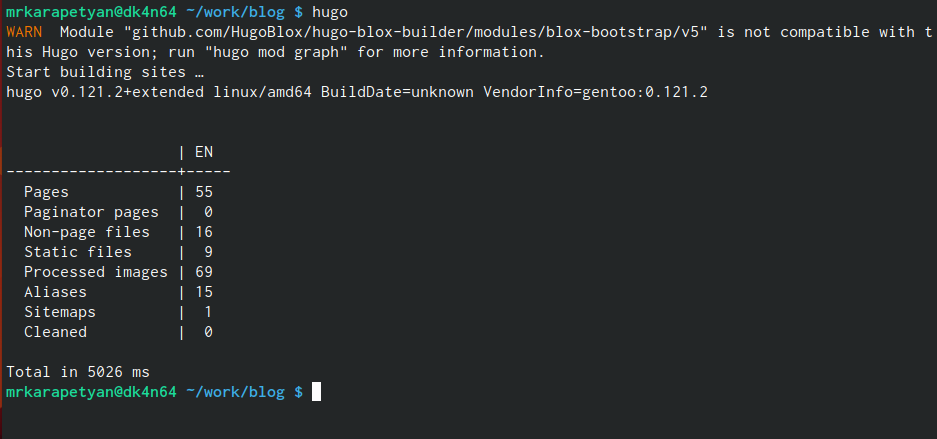 mrkarapetyan@dk4n64 ~/work/blog $ hugo
WARN  Module "github.com/HugoBlox/hugo-blox-builder/modules/blox-bootstrap/v5" is not compatible with t
his Hugo version; run "hugo mod graph" for more information.
Start building sites …
hugo v0.121.2+extended linux/amd64 BuildDate=unknown VendorInfo=gentoo:0.121.2
                   | EN
-------------------+-----
  Pages            | 55
  Paginator pages  |  0
  Non-page files   | 16
  Static files     |  9
  Processed images | 69
  Aliases          | 15
  Sitemaps         |  1
  Cleaned          |  0
Total in 5026 ms
mrkarapetyan@dk4n64 ~/work/blog $